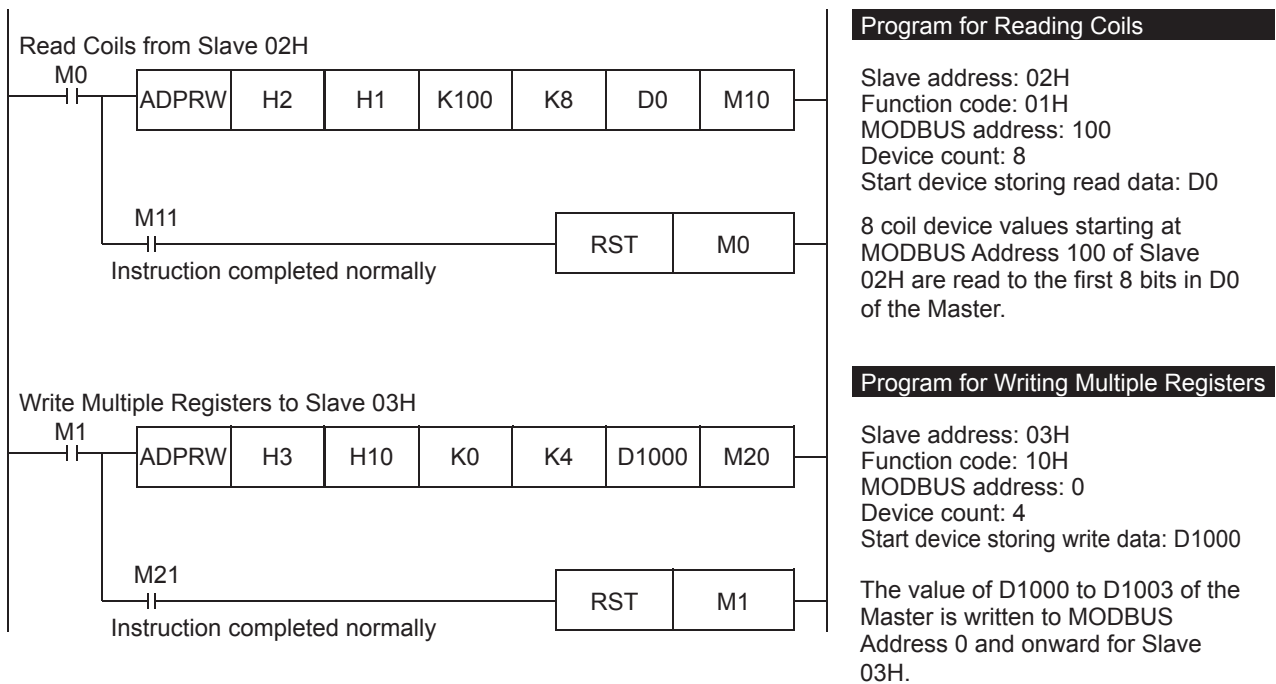 Read Coils from Slave 02H
M0
ADPRW H2 H1 K100 K8 D0 M10
M11
RST M0
Instruction completed normally
Write Multiple Registers to Slave 03H
M1
ADPRW H3 H10 K0 K4 D1000 M20
M21
RST M1
Instruction completed normally
Program for Reading Coils
Slave address: 02H
Function code: 01H
MODBUS address: 100
Device count: 8
Start device storing read data: D0
8 coil device values starting at
MODBUS Address 100 of Slave
02H are read to the first 8 bits in D0
of the Master.
Program for Writing Multiple Registers
Slave address: 03H
Function code: 10H
MODBUS address: 0
Device count: 4
Start device storing write data: D1000
The value of D1000 to D1003 of the
Master is written to MODBUS
Address 0 and onward for Slave
03H.